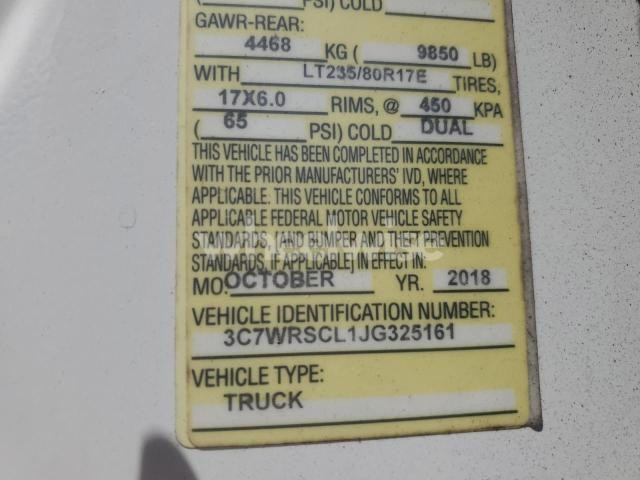 PSI) COLD
GAWR-REAR:
4468 KG ( 9850 LB)
WITH LT235/80R17E TIRES,
17X6.0 RIMS, @ 450 KPA
( 65 PSI) COLD DUAL
THIS VEHICLE HAS BEEN COMPLETED IN ACCORDANCE
WITH THE PRIOR MANUFACTURERS' IVD, WHERE
APPLICABLE. THIS VEHICLE CONFORMS TO ALL
APPLICABLE FEDERAL MOTOR VEHICLE SAFETY
STANDARDS, [AND BUMPER AND THEFT PREVENTION
STANDARDS, IF APPLICABLE] IN EFFECT IN:
MO. OCTOBER YR. 2018
VEHICLE IDENTIFICATION NUMBER:
3C7WRSCL1JG325161
VEHICLE TYPE:
TRUCK